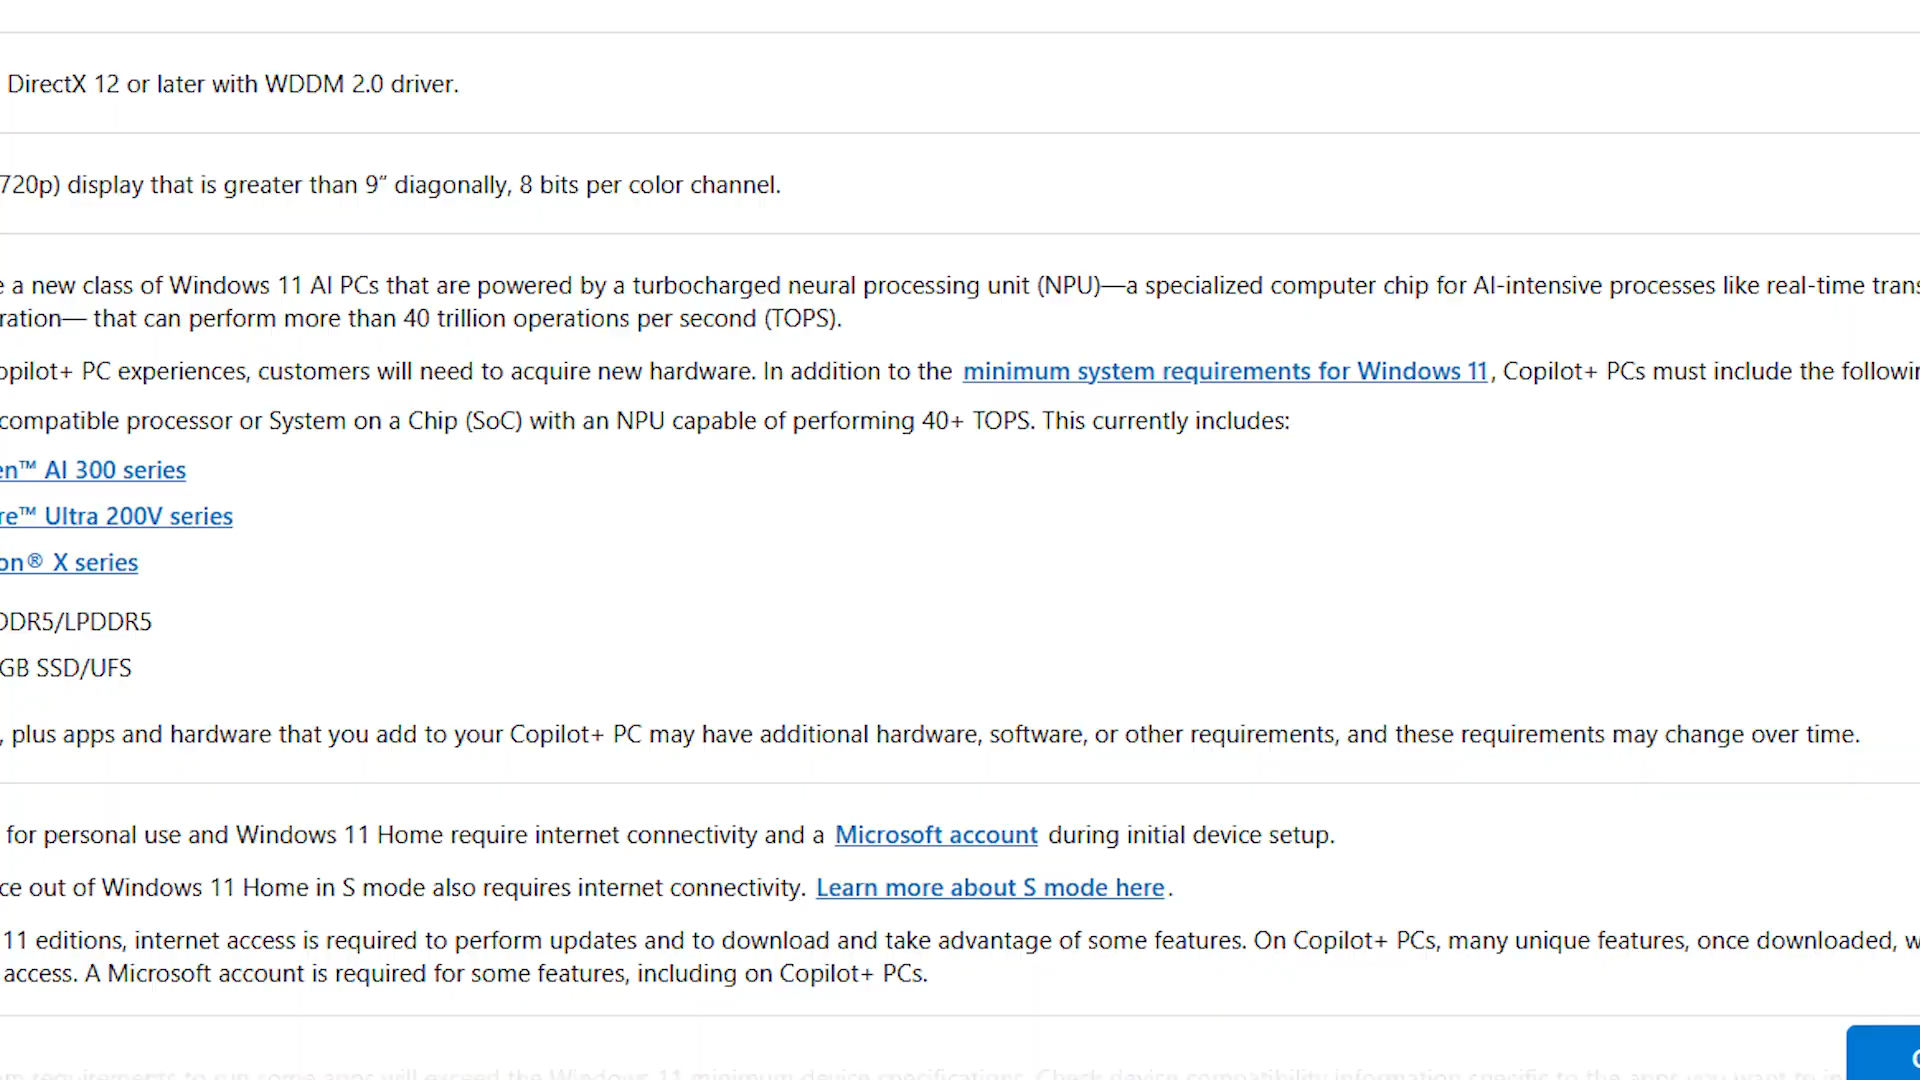 DirectX 12 or later with WDDM 2.0 driver.
720p) display that is greater than 9” diagonally, 8 bits per color channel.
a new class of Windows 11 AI PCs that are powered by a turbocharged neural processing unit (NPU)—a specialized computer chip for AI-intensive processes like real-time
ration— that can perform more than 40 trillion operations per second (TOPS).
opilot+ PC experiences, customers will need to acquire new hardware. In addition to the minimum system requirements for Windows 11, Copilot+ PCs must include the
compatible processor or System on a Chip (SoC) with an NPU capable of performing 40+ TOPS. This currently includes:
en™ AI 300 series
re™ Ultra 200V series
on® X series
DDR5/LPDDR5
GB SSD/UFS
, plus apps and hardware that you add to your Copilot+ PC may have additional hardware, software, or other requirements, and these requirements may change over time.
for personal use and Windows 11 Home require internet connectivity and a Microsoft account during initial device setup.
ce out of Windows 11 Home in S mode also requires internet connectivity. Learn more about S mode here.
11 editions, internet access is required to perform updates and to download and take advantage of some features. On Copilot+ PCs, many unique features, once downloaded,
access. A Microsoft account is required for some features, including on Copilot+ PCs.